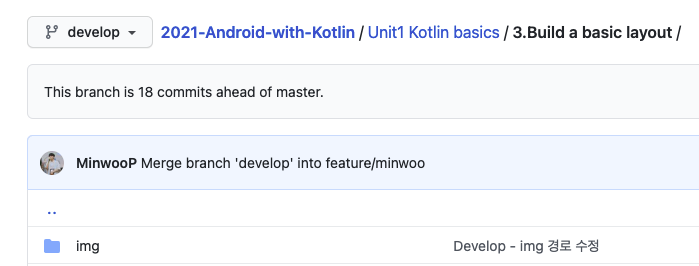 develop 2021-Android-with-Kotlin / Unit1 Kotlin basics / 3.Build a basic layout /
This branch is 18 commits ahead of master.
MinwooP Merge branch 'develop' into feature/minwoo
..
img Develop - img 경로 수정